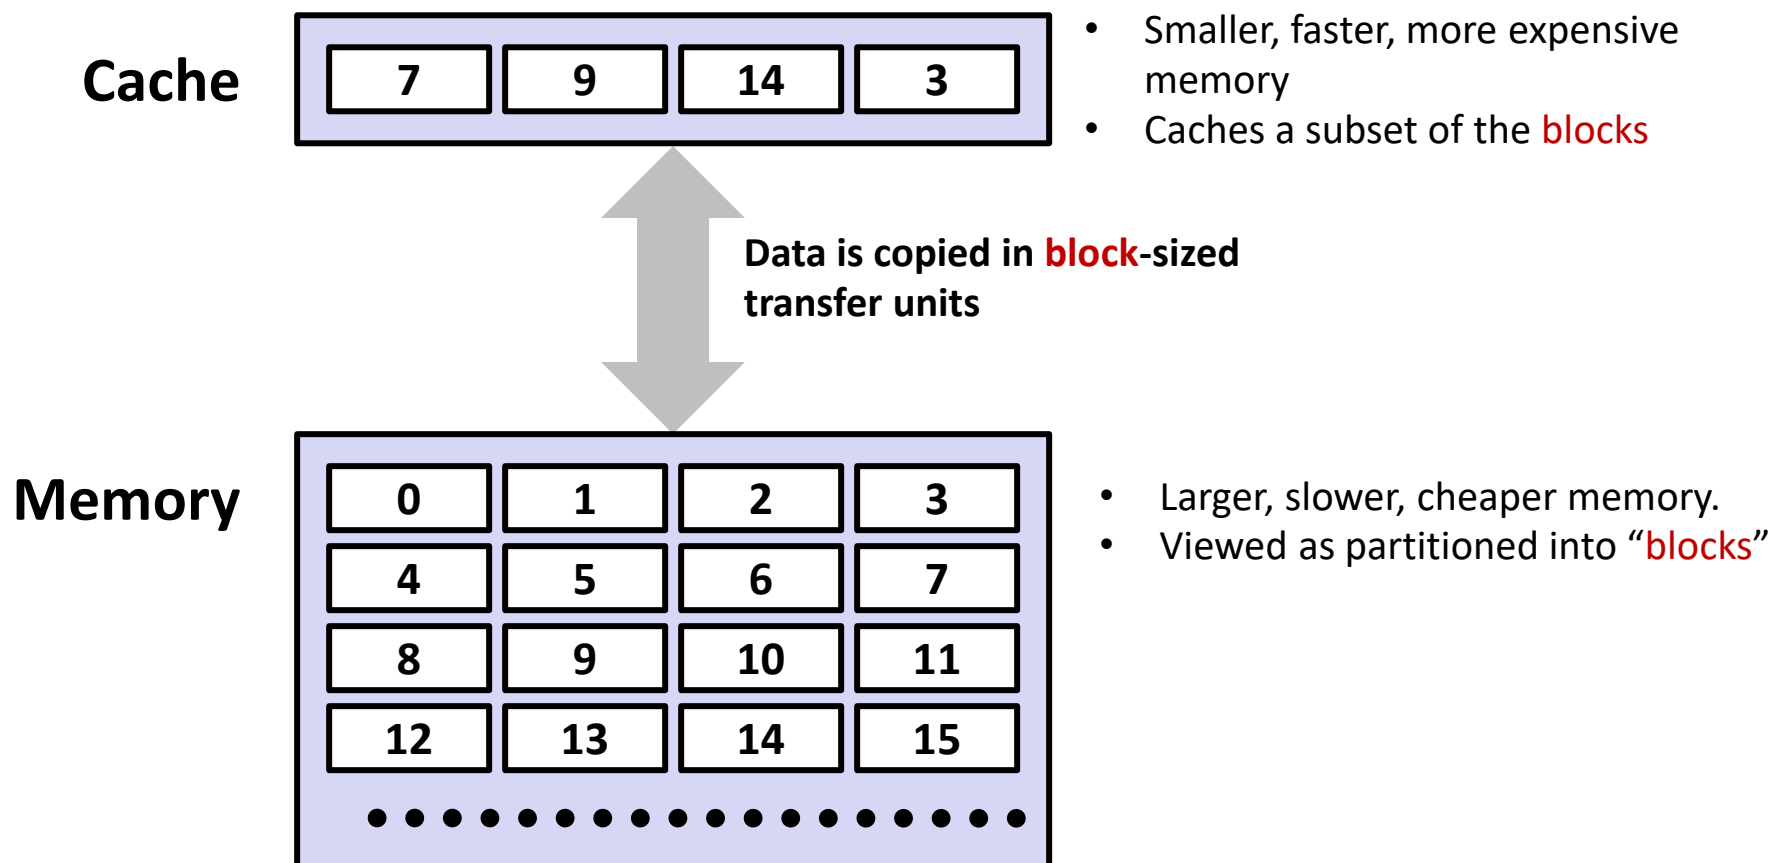 Cache
7 9 14 3
• Smaller, faster, more expensive
memory
• Caches a subset of the blocks
Data is copied in block-sized
transfer units
Memory
0 1 2 3
4 5 6 7
8 9 10 11
12 13 14 15
• Larger, slower, cheaper memory.
• Viewed as partitioned into “blocks”